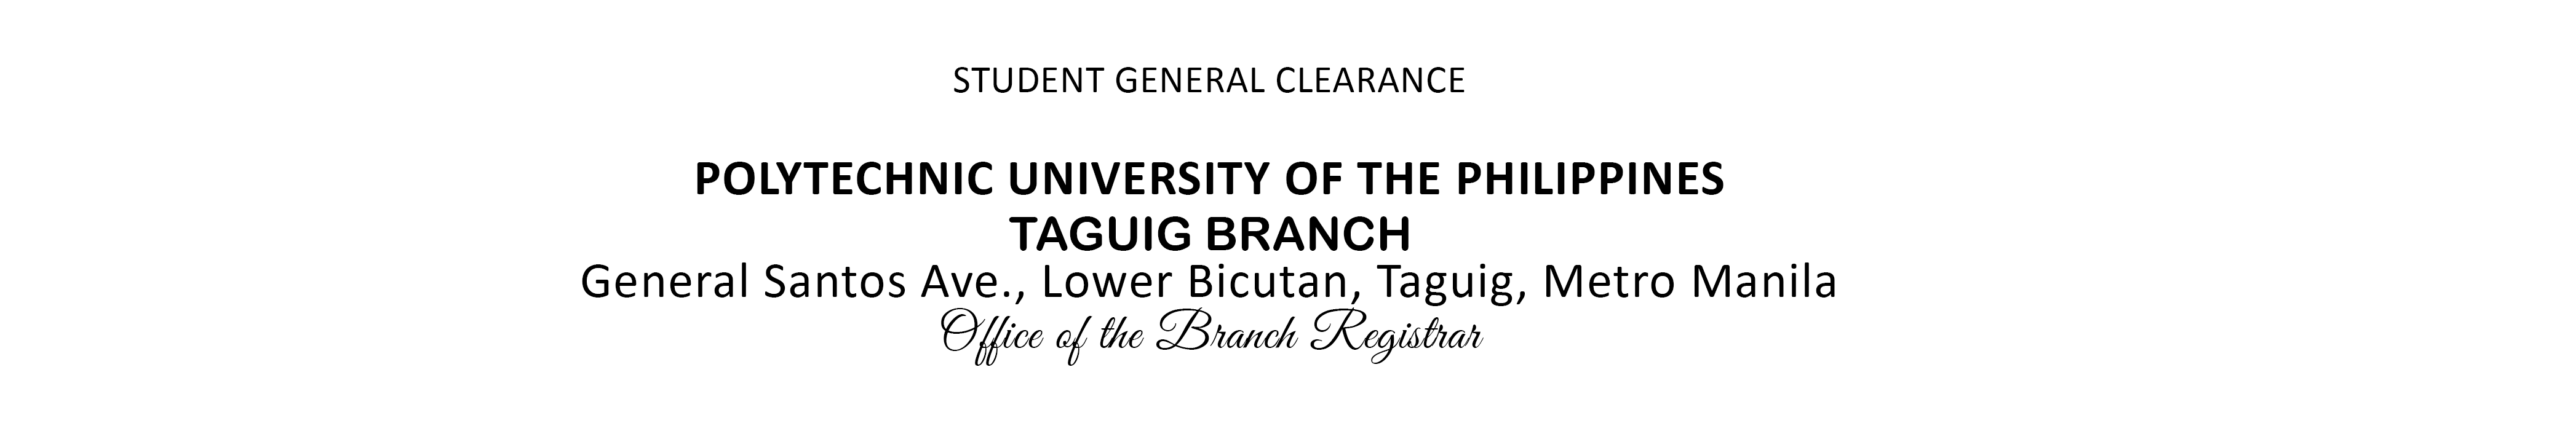 STUDENT GENERAL CLEARANCE
POLYTECHNIC UNIVERSITY OF THE PHILIPPINES
TAGUIG BRANCH
General Santos Ave., Lower Bicutan, Taguig, Metro Manila
Office of the Branch Registrar